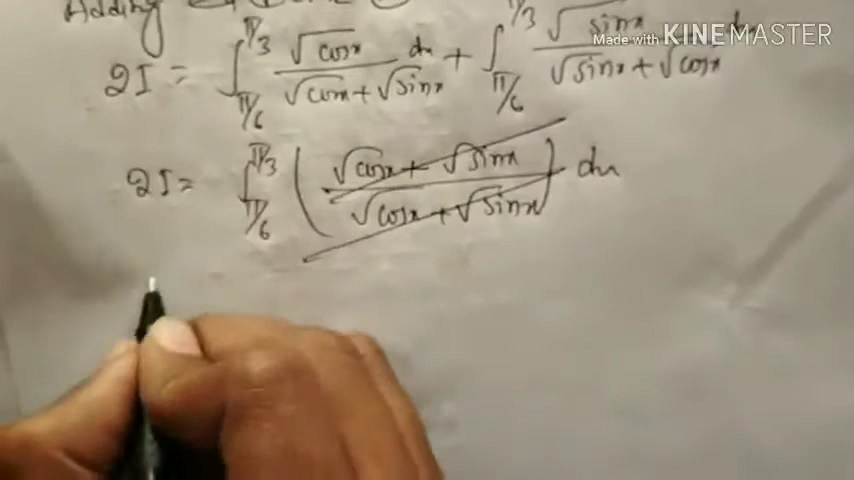 Adding
2I = ∫_{π/6}^{π/3} √cosx / (√cosx + √sinx) dx + ∫_{π/6}^{π/3} √sinx / (√sinx + √cosx) dx
Made with KINEMASTER
2I = ∫_{π/6}^{π/3} ( (√cosx + √sinx) / (√cosx + √sinx) ) dx